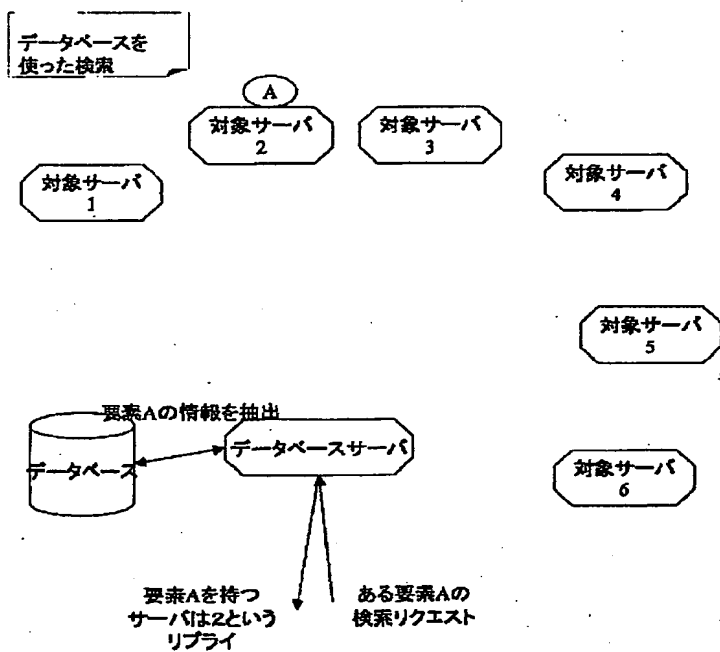 データベースを
使った検索
A
対象サーバ
2
対象サーバ
3
対象サーバ
1
対象サーバ
4
対象サーバ
5
要素Aの情報を抽出
データベース
データベースサーバ
対象サーバ
6
要素Aを持つ
サーバは2という
リプライ
ある要素Aの
検索リクエスト